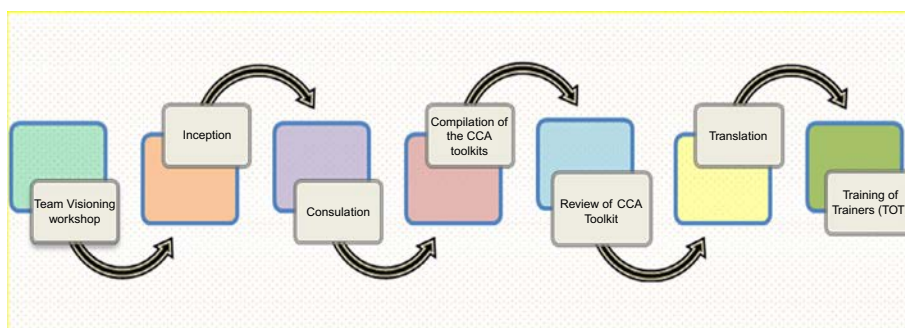 Team Visioning
workshop
Inception
Consulation
Compilation of
the CCA
toolkits
Review of CCA
Toolkit
Translation
Training of
Trainers (TOT